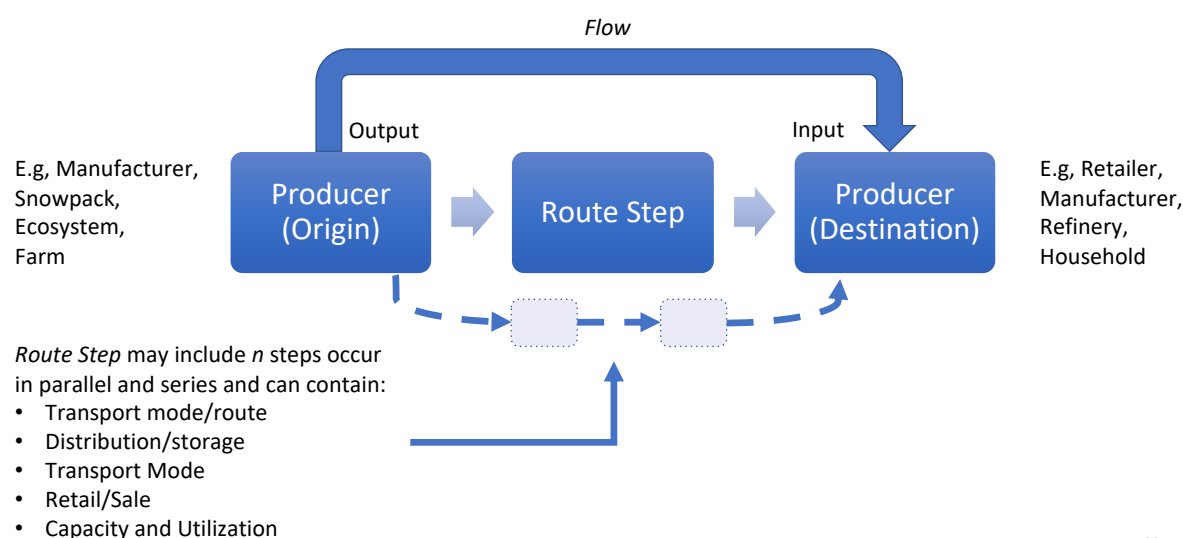 Flow
Output
Input
E.g, Manufacturer,
Snowpack,
Ecosystem,
Farm
Producer
(Origin)
Route Step
Producer
(Destination)
E.g, Retailer,
Manufacturer,
Refinery,
Household
Route Step may include n steps occur
in parallel and series and can contain:
• Transport mode/route
• Distribution/storage
• Transport Mode
• Retail/Sale
• Capacity and Utilization